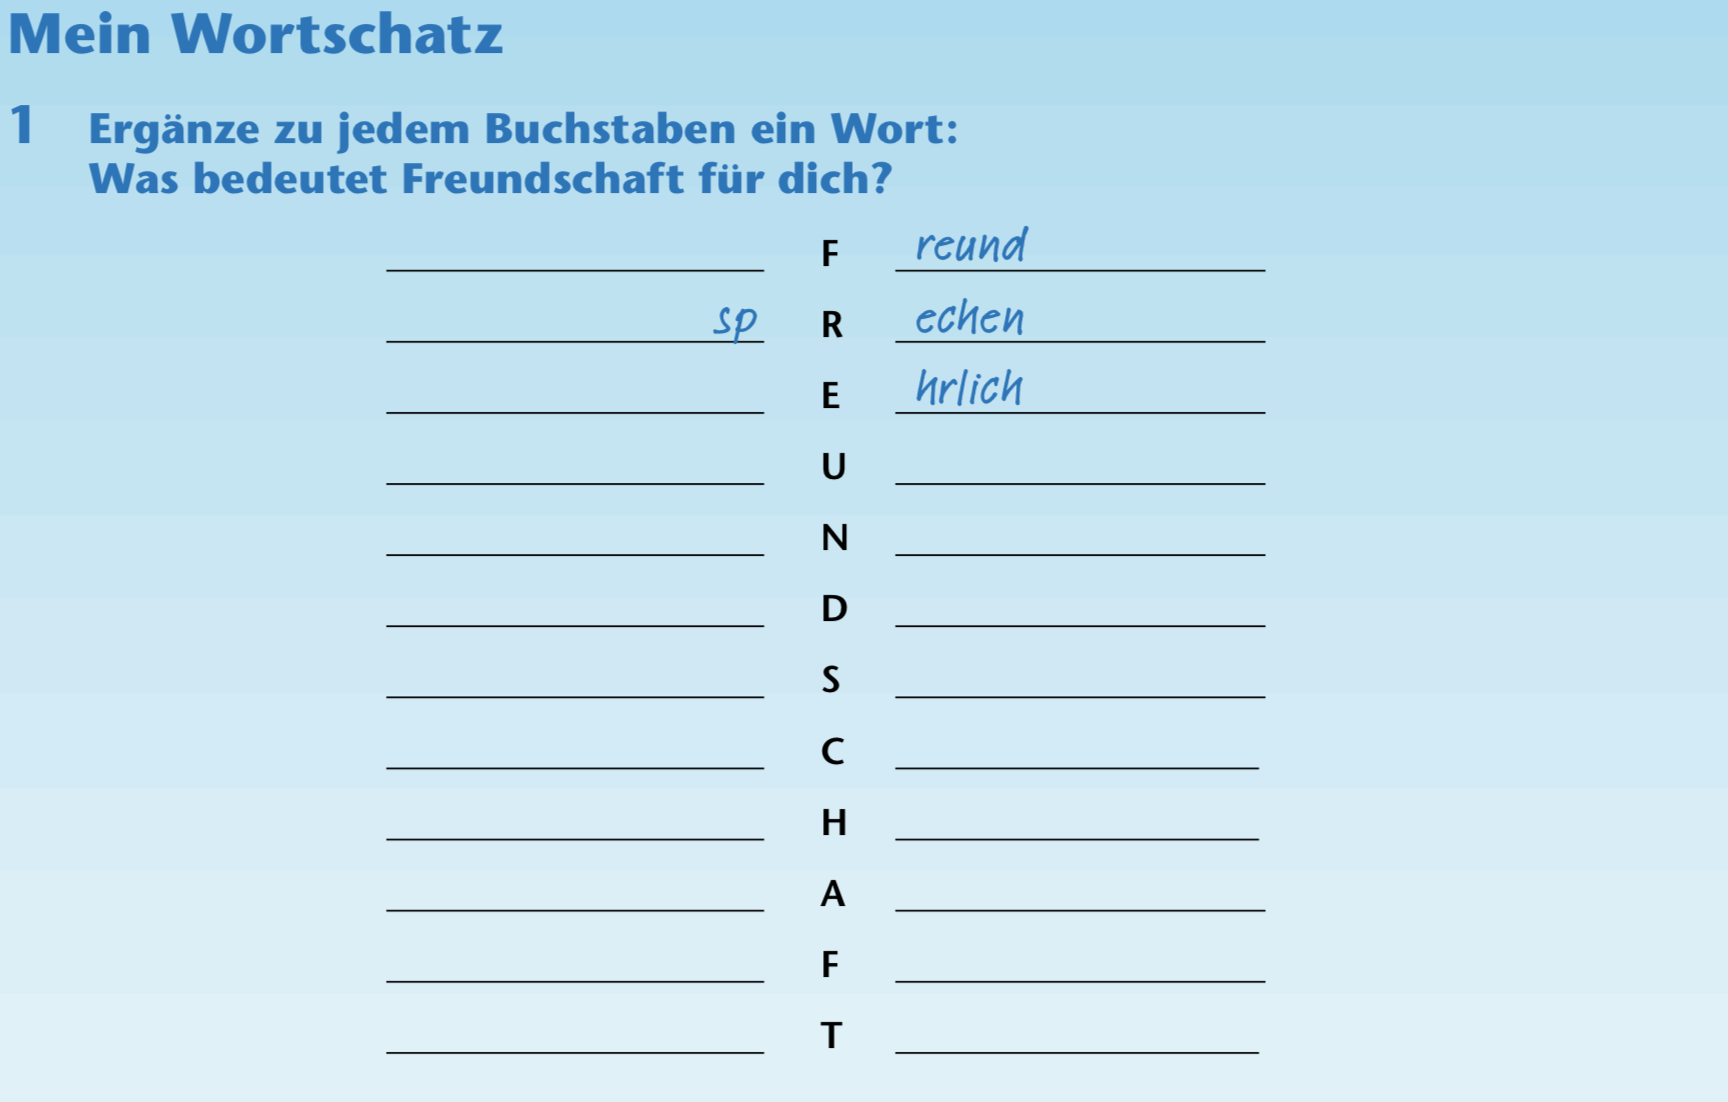 Mein Wortschatz
1 Ergänze zu jedem Buchstaben ein Wort:
Was bedeutet Freundschaft für dich?
F reund
sp R echen
E hrlich
U
N
D
S
C
H
A
F
T